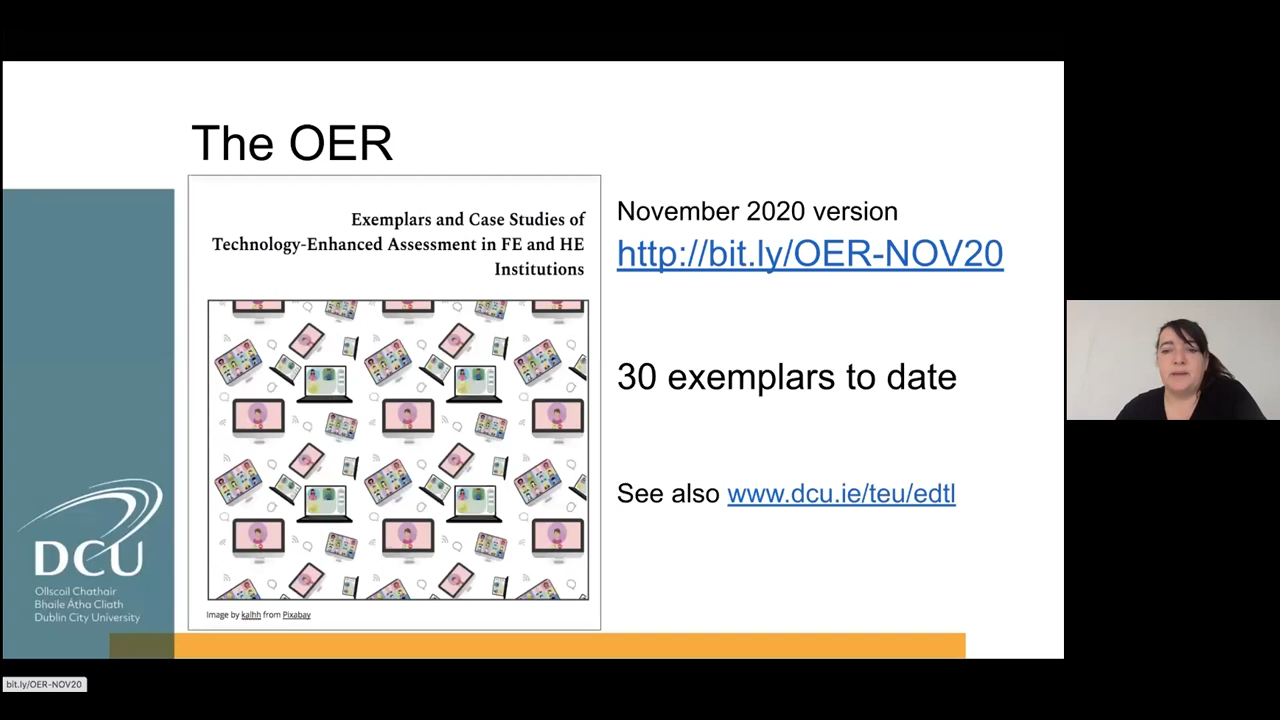 The OER
Exemplars and Case Studies of
Technology-Enhanced Assessment in FE and HE
Institutions
Image by kalhh from Pixabay
November 2020 version
http://bit.ly/OER-NOV20
30 exemplars to date
See also www.dcu.ie/teu/edtl
DCU
Ollscoil Chathair
Bhaile Átha Cliath
Dublin City University
bit.ly/OER-NOV20